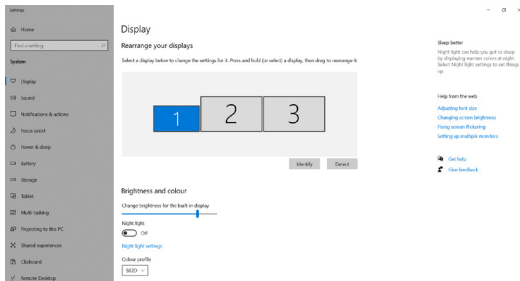 Settings
Home
Find a setting
System
Display
Sound
Notifications & actions
Focus assist
Power & sleep
Battery
Storage
Tablet
Multi-tasking
Projecting to this PC
Shared experiences
Clipboard
Remote Desktop
Display
Rearrange your displays
Select a display below to change the settings for it. Press and hold (or select) a display, then drag to rearrange it.
1
2
3
Identify
Detect
Brightness and colour
Change brightness for the built-in display
Night light
Off
Night light settings
Colour profile
Sleep better
Night light can help you get to sleep
by displaying warmer colors at night.
Select Night light settings to set things
up.
Help from the web
Adjusting font size
Changing screen brightness
Fixing screen flickering
Setting up multiple monitors
Get help
Give feedback